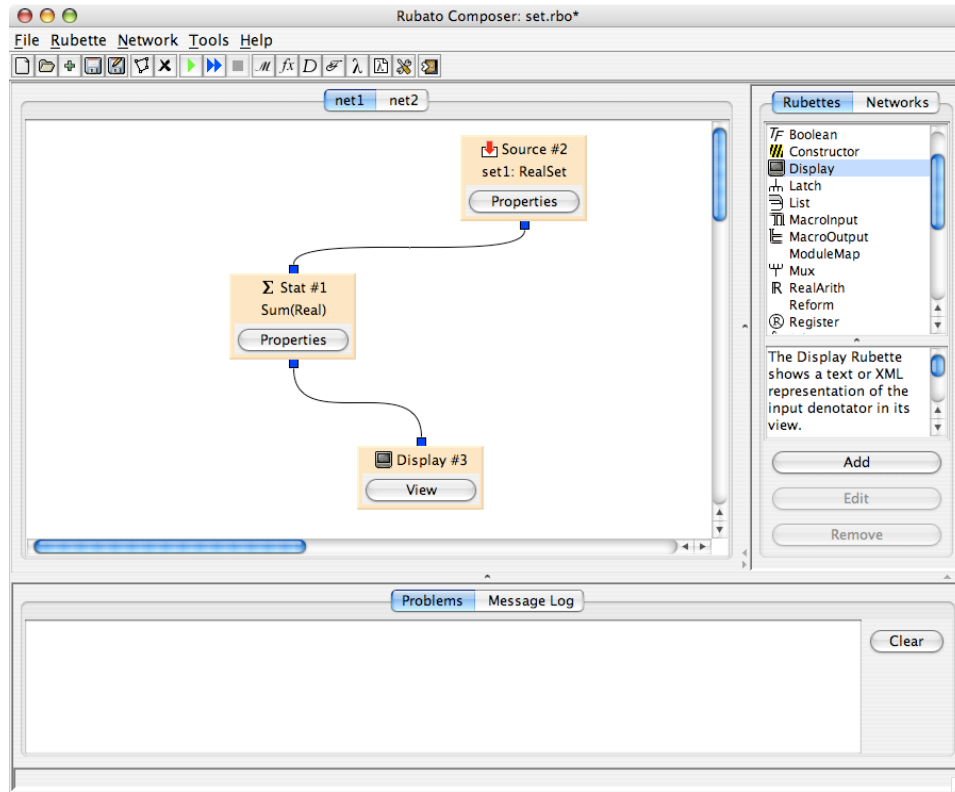 Rubato Composer: set.rbo*
File Rubette Network Tools Help
net1 net2
Source #2
set1: RealSet
Properties
Σ Stat #1
Sum(Real)
Properties
Display #3
View
Rubettes Networks
TF Boolean
Constructor
Display
Latch
List
MacroInput
MacroOutput
ModuleMap
Mux
RealArith
Reform
Register
The Display Rubette
shows a text or XML
representation of the
input denotator in its
view.
Add
Edit
Remove
Problems Message Log
Clear